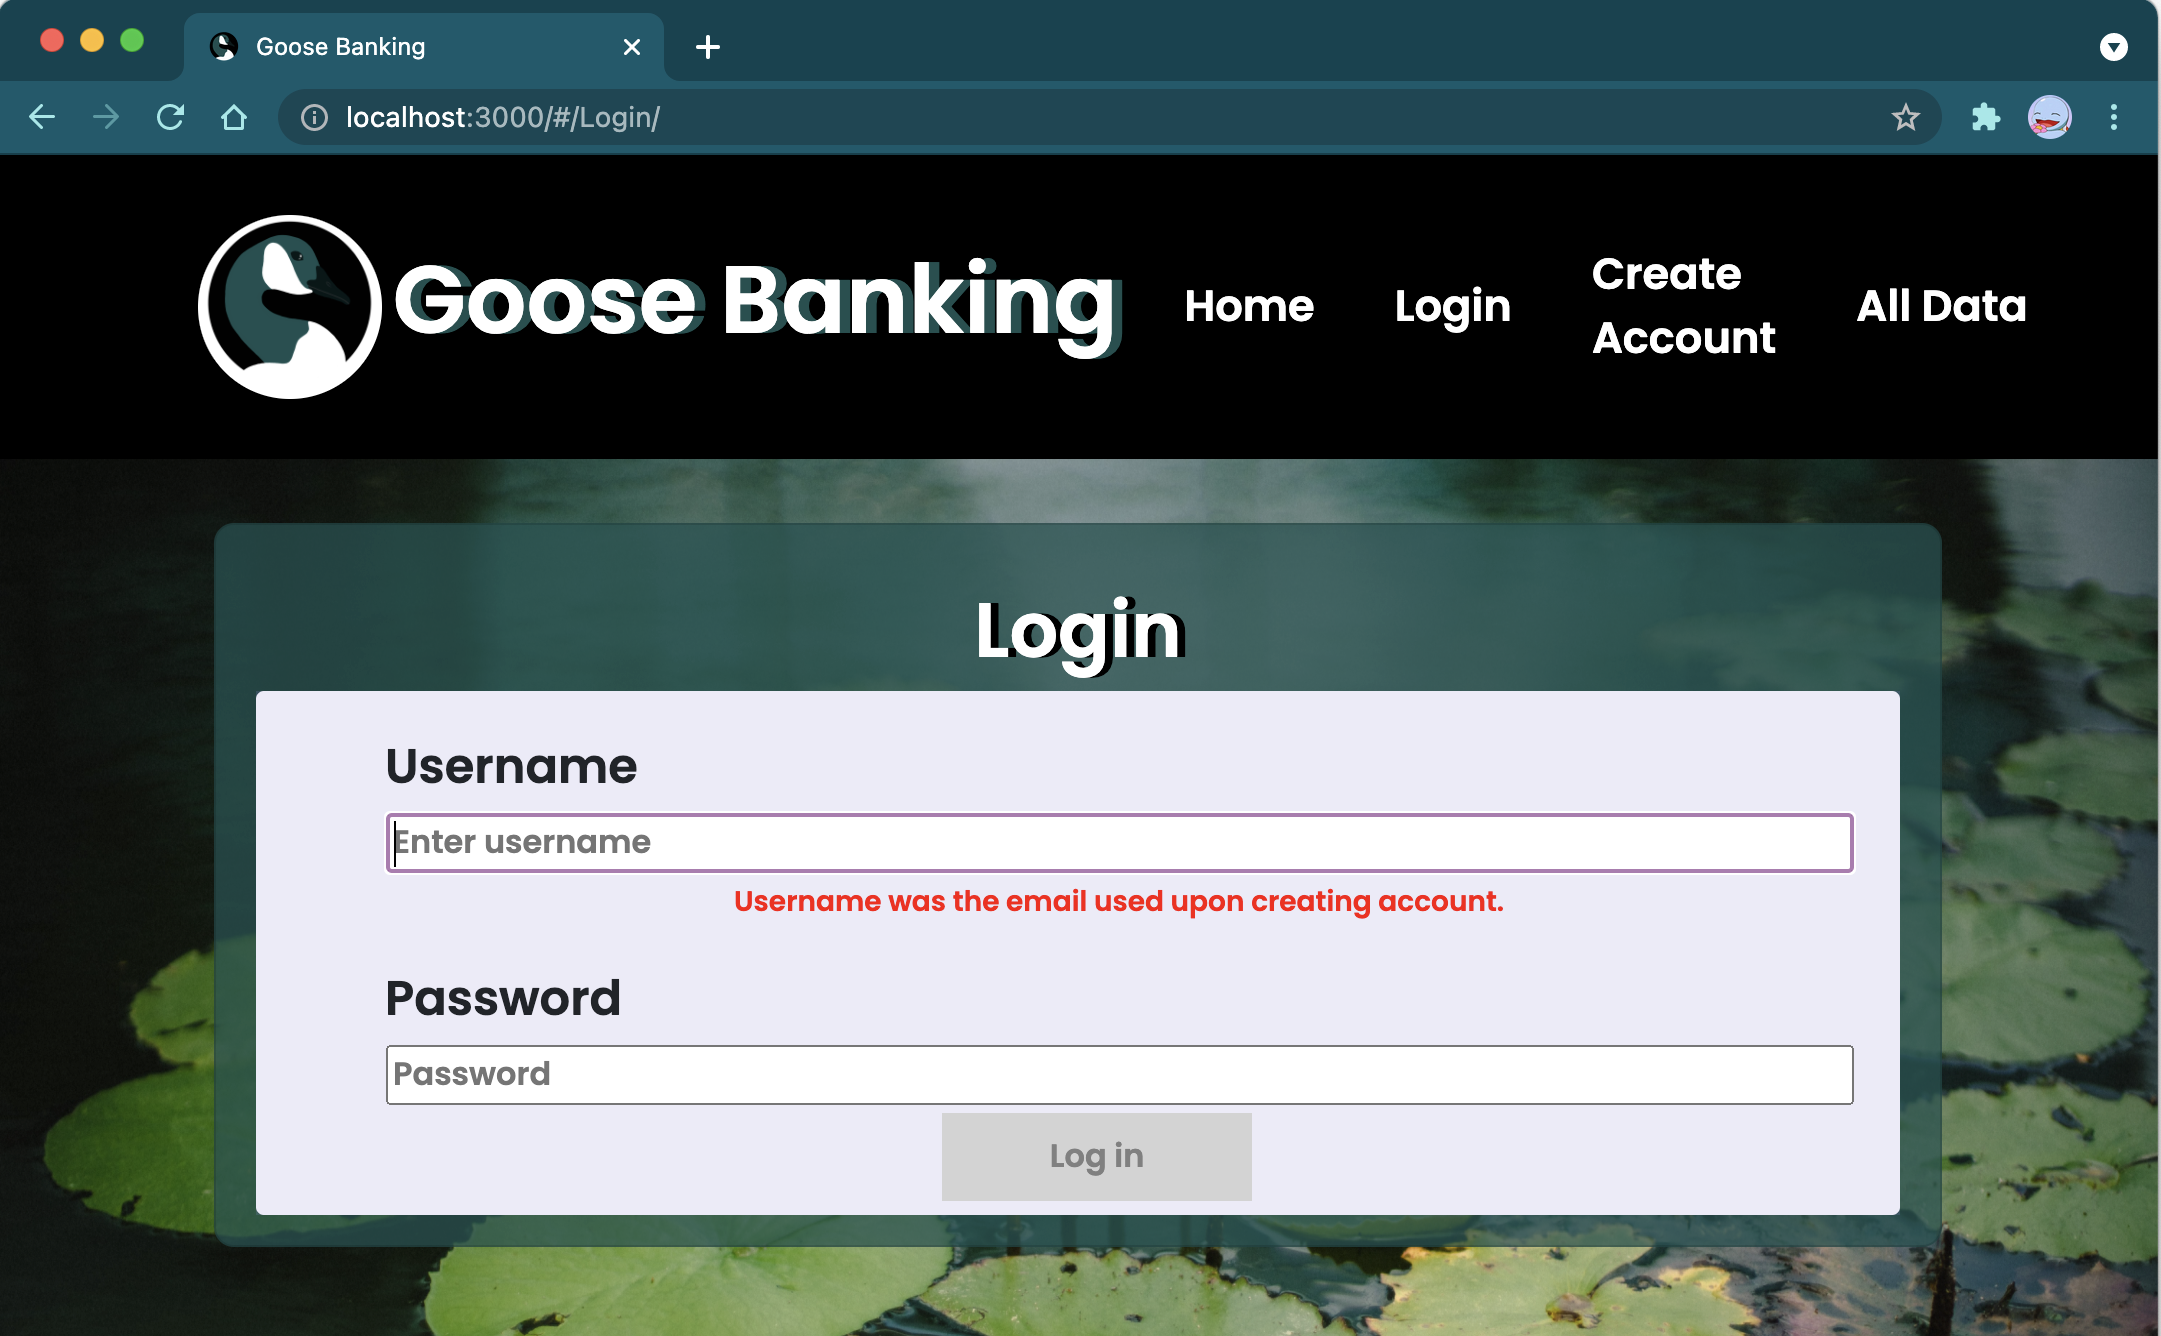 Goose Banking
localhost:3000/#/Login/
Goose Banking
Home
Login
Create
Account
All Data
Login
Username
Enter username
Username was the email used upon creating account.
Password
Password
Log in